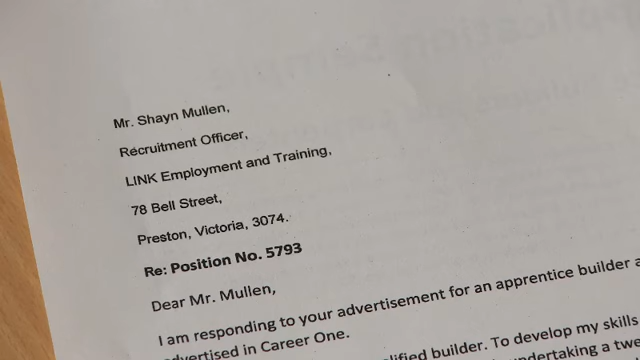 Mr. Shayn Mullen,
Recruitment Officer,
LINK Employment and Training,
78 Bell Street,
Preston, Victoria, 3074.
Re: Position No. 5793
Dear Mr. Mullen,
I am responding to your advertisement for an apprentice builder
advertised in Career One.
builder. To develop my skills
undertaking a